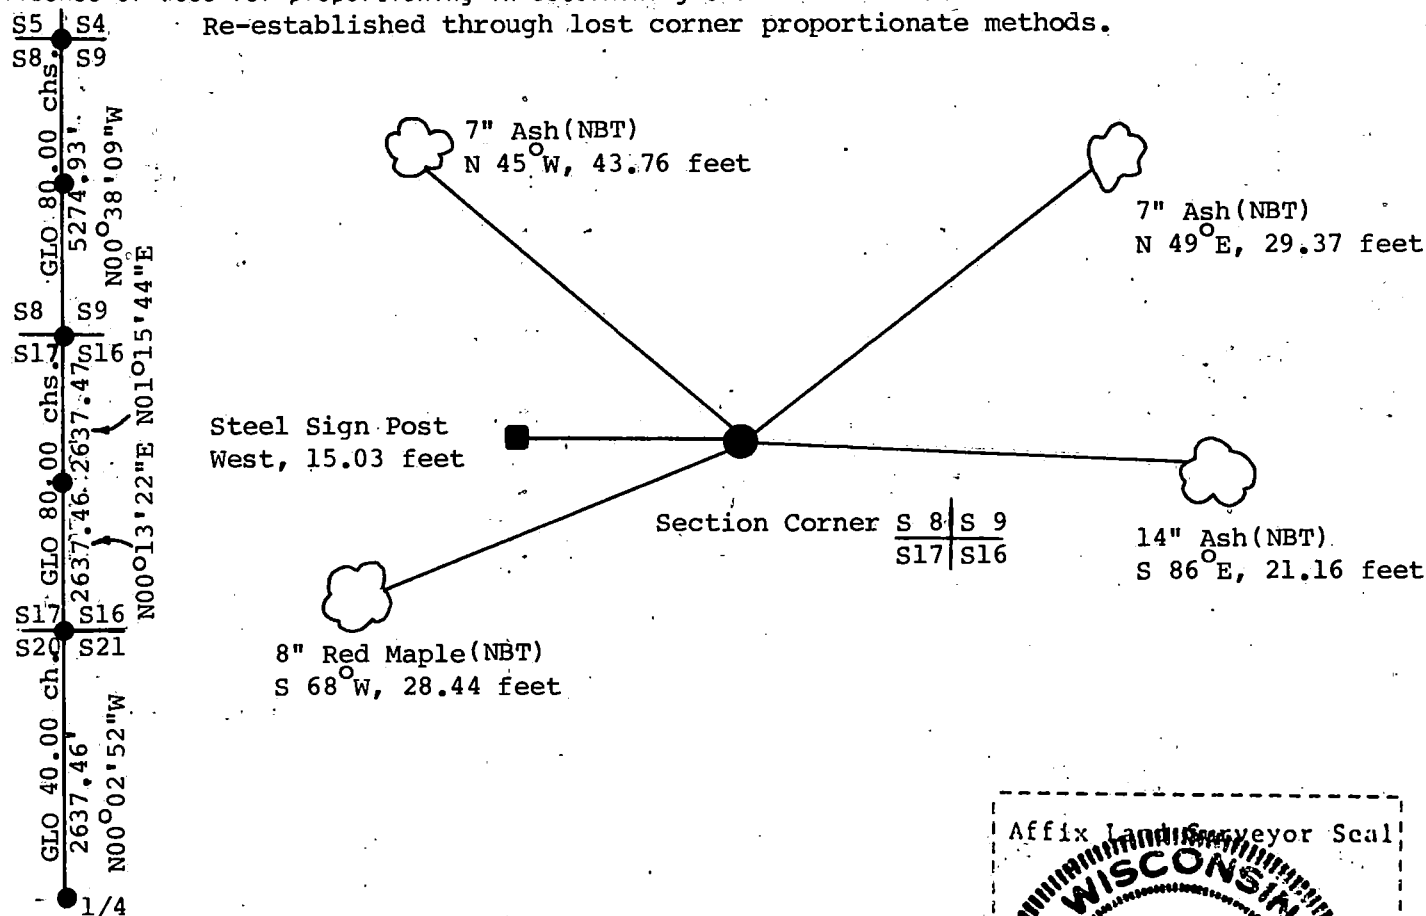 Re-established through lost corner proportionate methods.
S5 S4
S8 S9
GLO 80.00 chs.
5274.93'
N00°38'09"W
S8 S9
S17 S16
GLO 80.00 chs.
2637.47
N01°15'44"E
2637.46
N00°13'22"E
S17 S16
S20 S21
GLO 40.00 ch.
2637.46'
N00°02'52"W
1/4
7" Ash(NBT)
N 45°W, 43.76 feet
7" Ash(NBT)
N 49°E, 29.37 feet
Steel Sign Post
West, 15.03 feet
Section Corner S 8 S 9
S17 S16
14" Ash(NBT)
S 86°E, 21.16 feet
8" Red Maple(NBT)
S 68°W, 28.44 feet
Affix Land Surveyor Seal
WISCONSIN